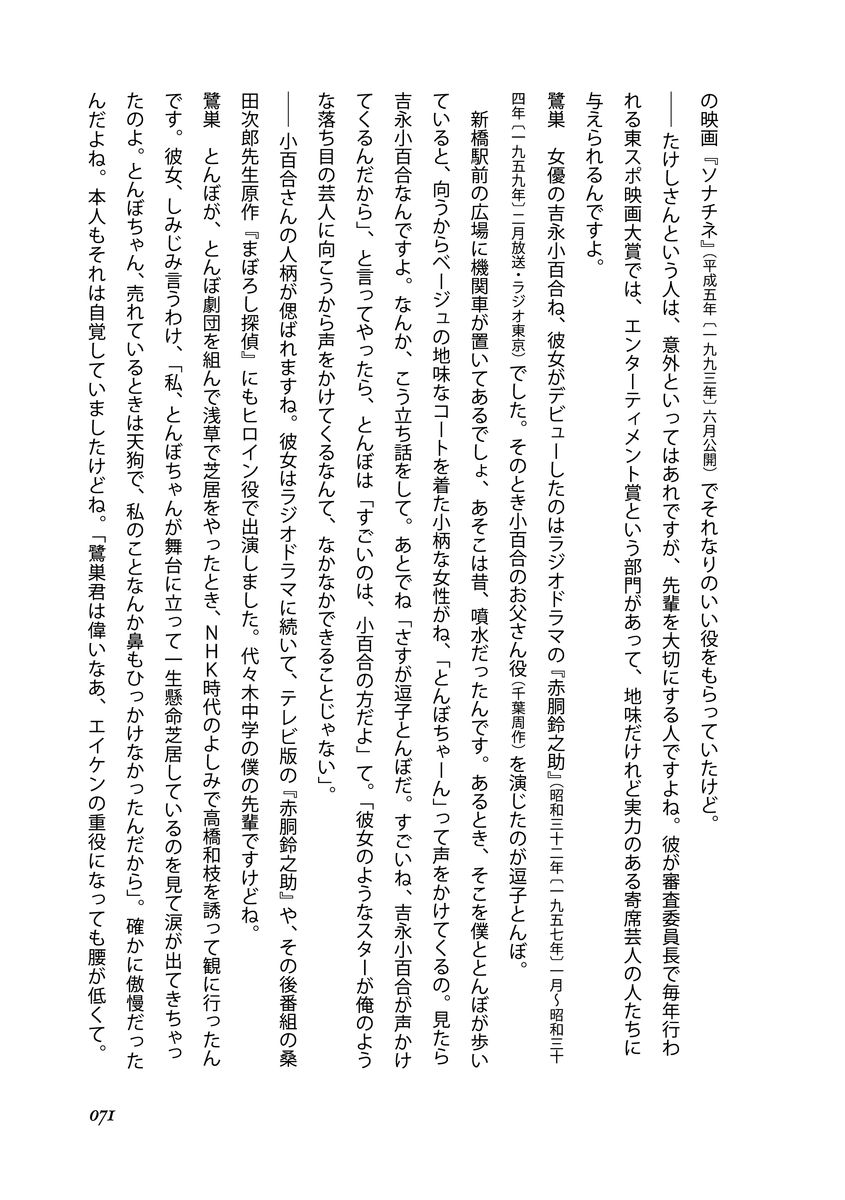 の映画『ソナチネ』（平成五年〔一九九三年〕六月公開）でそれなりのいい役をもらっていたけど。
――たけしさんという人は、意外といってはあれですが、先輩を大切にする人ですよね。彼が審査委員長で毎年行わ
れる東スポ映画大賞では、エンターティメント賞という部門があって、地味だけれど実力のある寄席芸人の人たちに
与えられるんですよ。
鷺巣　女優の吉永小百合ね、彼女がデビューしたのはラジオドラマの『赤胴鈴之助』（昭和三十二年〔一九五七年〕一月～昭和三十
四年〔一九五九年〕二月放送・ラジオ東京）でした。そのとき小百合のお父さん役（千葉周作）を演じたのが逗子とんぼ。
　新橋駅前の広場に機関車が置いてあるでしょ、あそこは昔、噴水だったんです。あるとき、そこを僕ととんぼが歩い
ていると、向うからベージュの地味なコートを着た小柄な女性がね、「とんぼちゃーん」って声をかけてくるの。見たら
吉永小百合なんですよ。なんか、こう立ち話をして。あとでね「さすが逗子とんぼだ。すごいね、吉永小百合が声かけ
てくるんだから」、と言ってやったら、とんぼは「すごいのは、小百合の方だよ」て。「彼女のようなスターが俺のよう
な落ち目の芸人に向こうから声をかけてくるなんて、なかなかできることじゃない」。
――小百合さんの人柄が偲ばれますね。彼女はラジオドラマに続いて、テレビ版の『赤胴鈴之助』や、その後番組の桑
田次郎先生原作『まぼろし探偵』にもヒロイン役で出演しました。代々木中学の僕の先輩ですけどね。
鷺巣　とんぼが、とんぼ劇団を組んで浅草で芝居をやったとき、NHK時代のよしみで高橋和枝を誘って観に行ったん
です。彼女、しみじみ言うわけ、「私、とんぼちゃんが舞台に立って一生懸命芝居しているのを見て涙が出てきちゃっ
たのよ。とんぼちゃん、売れているときは天狗で、私のことなんか鼻もひっかけなかったんだから」。確かに傲慢だった
んだよね。本人もそれは自覚していましたけどね。「鷺巣君は偉いなあ、エイケンの重役になっても腰が低くて。
071